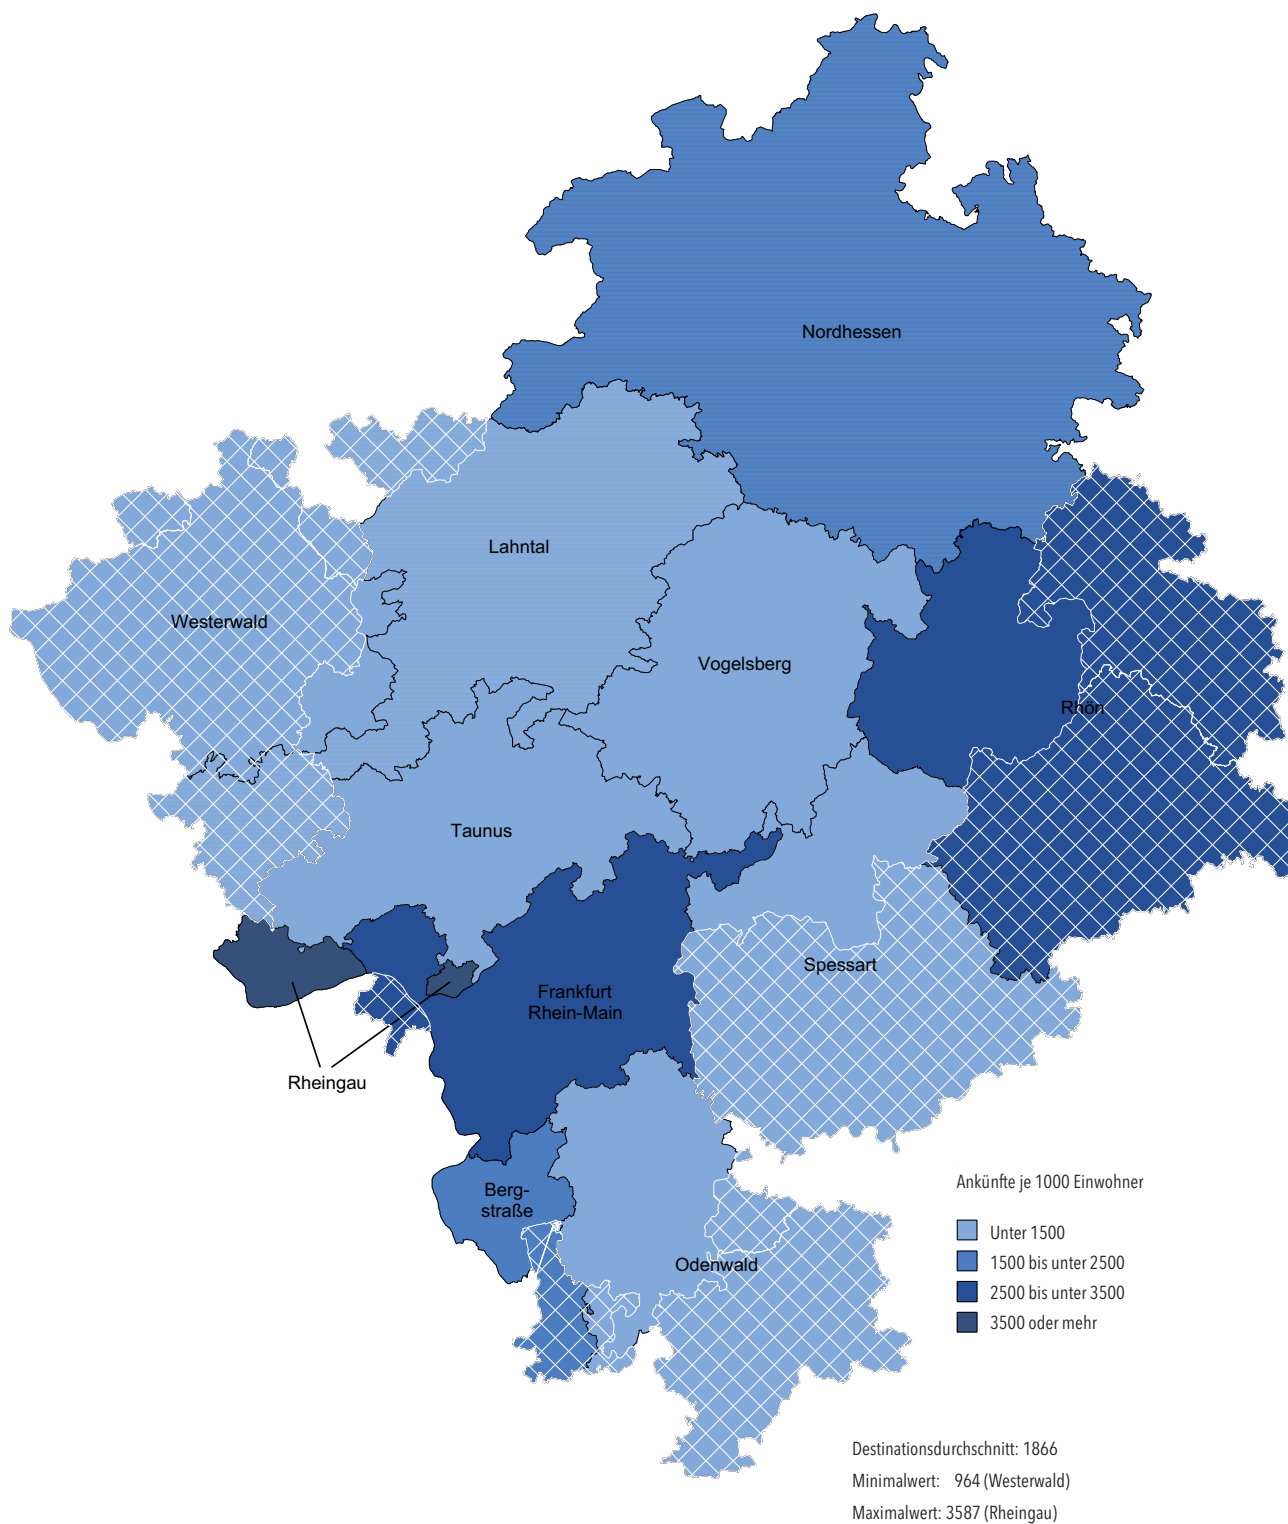 Nordhessen
Lahntal
Westerwald
Vogelsberg
Rhön
Taunus
Spessart
Frankfurt
Rhein-Main
Rheingau
Berg-
straße
Odenwald
Ankünfte je 1000 Einwohner
Unter 1500
1500 bis unter 2500
2500 bis unter 3500
3500 oder mehr
Destinationsdurchschnitt: 1866
Minimalwert: 964 (Westerwald)
Maximalwert: 3587 (Rheingau)